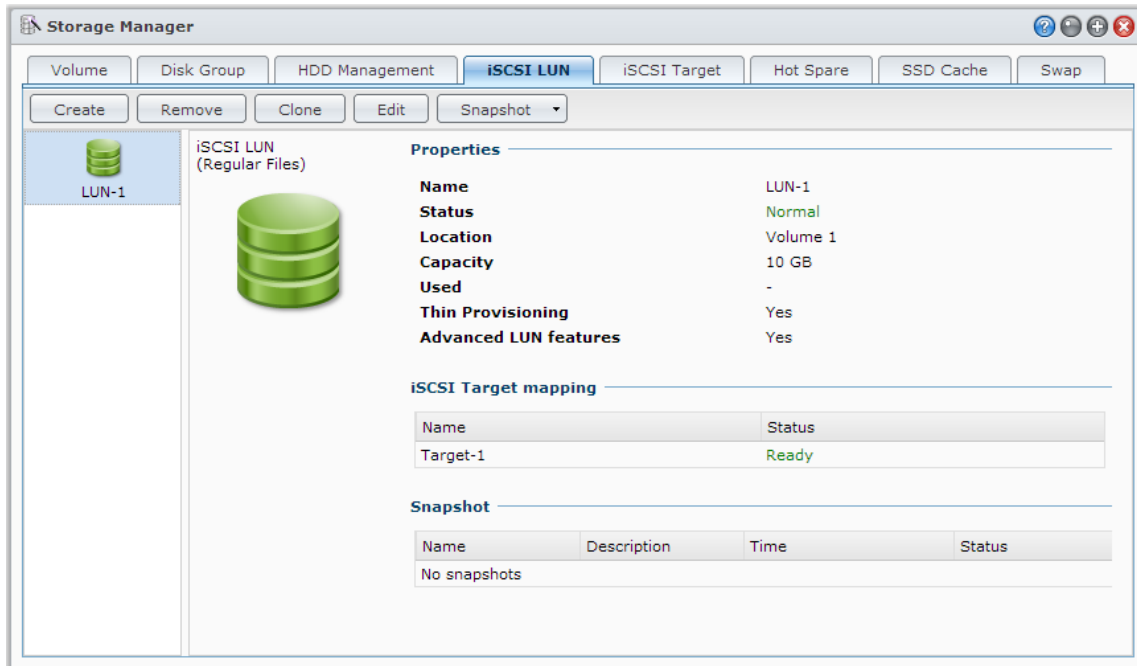 Storage Manager
Volume Disk Group HDD Management iSCSI LUN iSCSI Target Hot Spare SSD Cache Swap
Create Remove Clone Edit Snapshot
LUN-1
iSCSI LUN
(Regular Files)
Properties
Name LUN-1
Status Normal
Location Volume 1
Capacity 10 GB
Used -
Thin Provisioning Yes
Advanced LUN features Yes
iSCSI Target mapping
Name Status
Target-1 Ready
Snapshot
Name Description Time Status
No snapshots